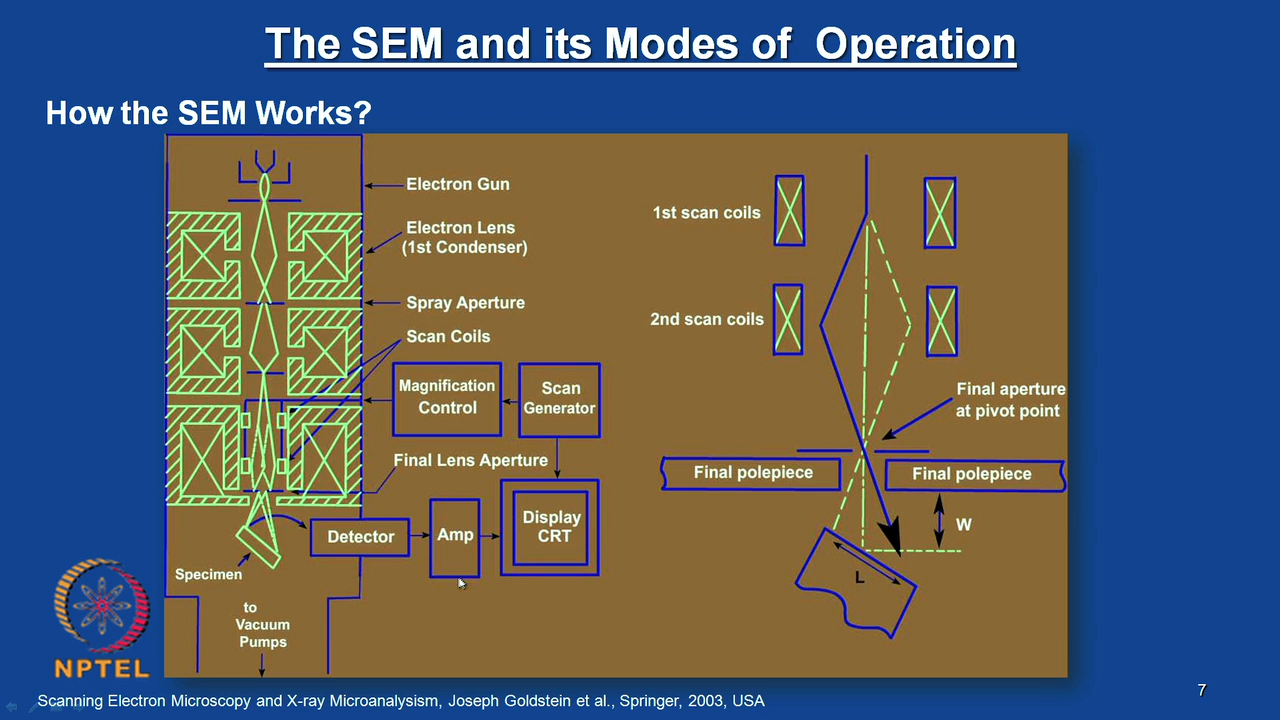 The SEM and its Modes of Operation
How the SEM Works?
Electron Gun
Electron Lens
(1st Condenser)
Spray Aperture
Scan Coils
Magnification
Control
Scan
Generator
Final Lens Aperture
Detector
Amp
Display
CRT
Specimen
to
Vacuum
Pumps
1st scan coils
2nd scan coils
Final aperture
at pivot point
Final polepiece
Final polepiece
W
L
NPTEL
Scanning Electron Microscopy and X-ray Microanalysism, Joseph Goldstein et al., Springer, 2003, USA
7